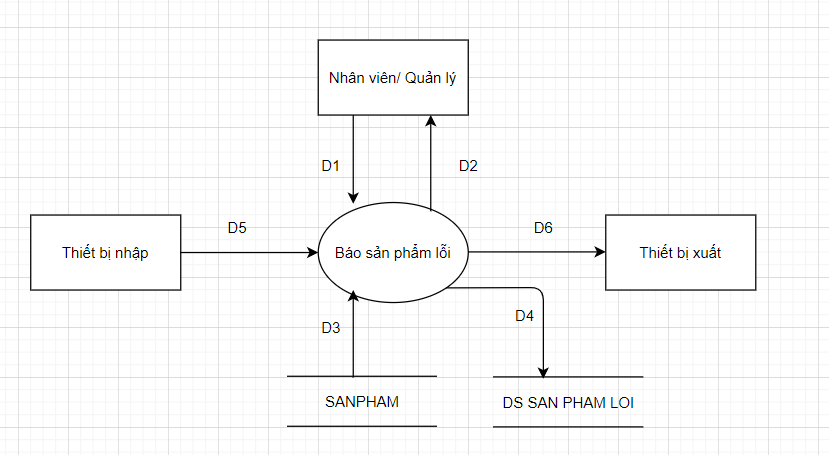 Nhân viên/ Quản lý
D1
D2
D5
D6
Thiết bị nhập
Báo sản phẩm lỗi
Thiết bị xuất
D3
D4
SANPHAM
DS SAN PHAM LOI